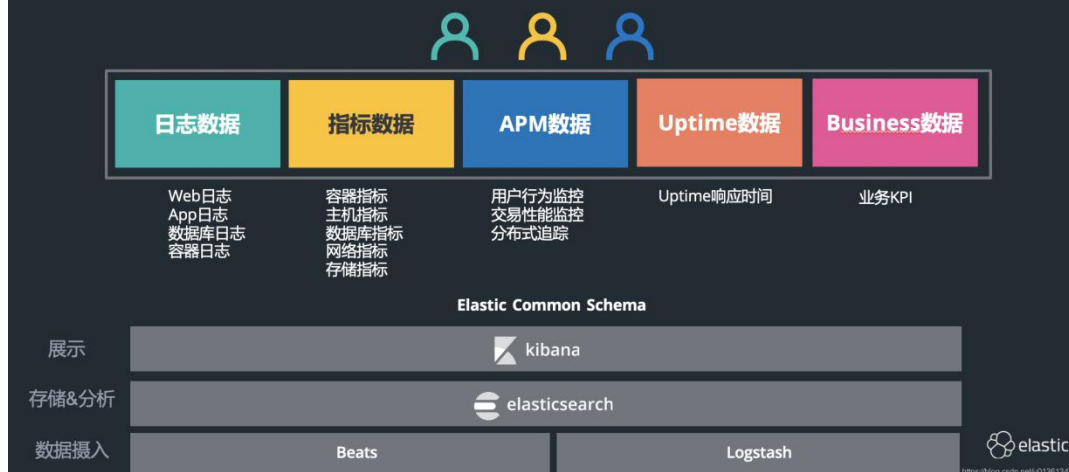 日志数据
指标数据
APM数据
Uptime数据
Business数据
Web日志
App日志
数据库日志
容器日志
容器指标
主机指标
数据库指标
网络指标
存储指标
用户行为监控
交易性能监控
分布式追踪
Uptime响应时间
业务KPI
Elastic Common Schema
展示
kibana
存储&分析
elasticsearch
数据摄入
Beats
Logstash
elastic